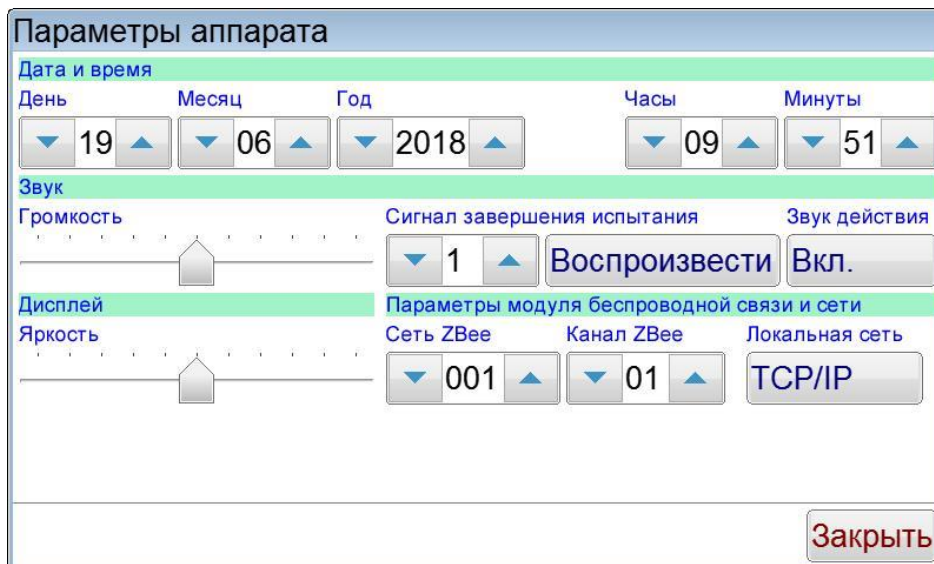 Параметры аппарата
Дата и время
День Месяц Год Часы Минуты
19 06 2018 09 51
Звук
Громкость Сигнал завершения испытания Звук действия
1 Воспроизвести Вкл.
Дисплей Параметры модуля беспроводной связи и сети
Яркость Сеть ZBee Канал ZBee Локальная сеть
001 01 TCP/IP
Закрыть